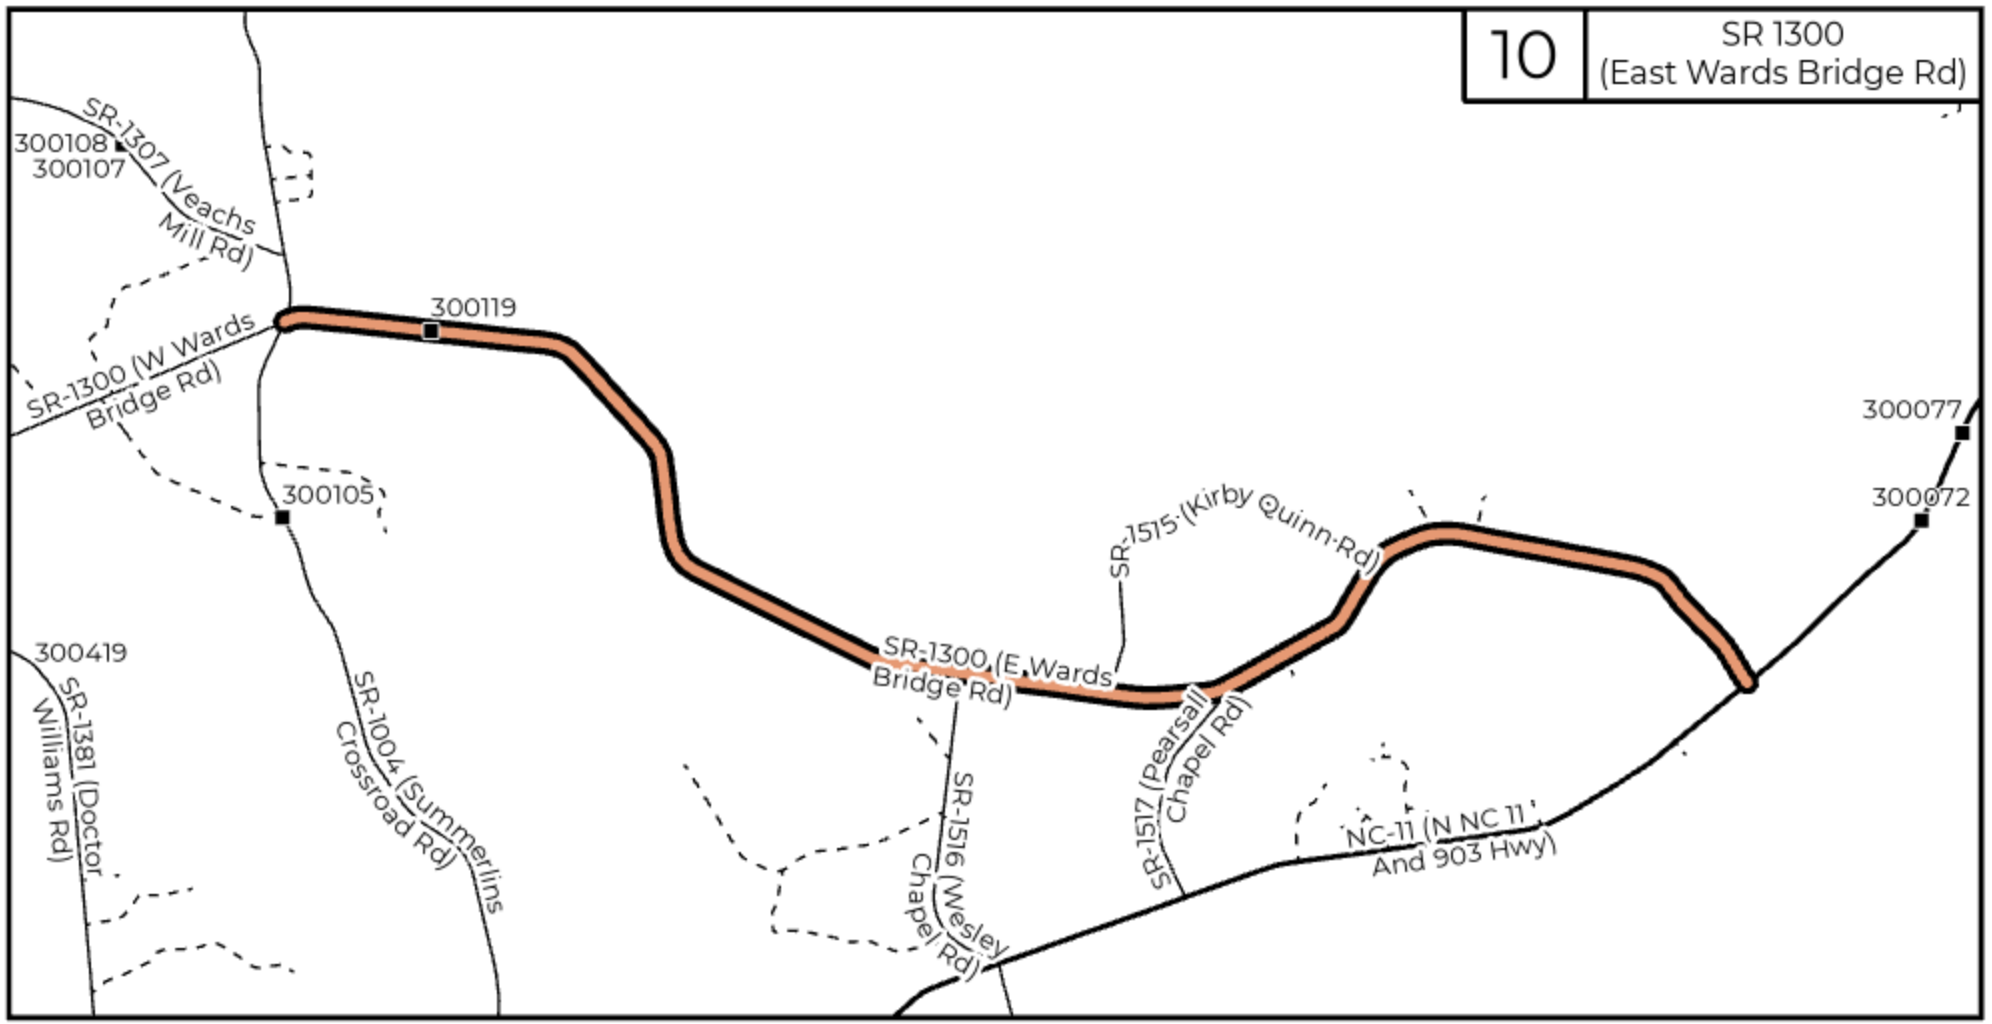 10
SR 1300
(East Wards Bridge Rd)
SR-1307 (Veachs
Mill Rd)
300108
300107
300119
SR-1300 (W Wards
Bridge Rd)
300077
300105
300072
SR-1515 (Kirby Quinn Rd)
300419
SR-1300 (E Wards
Bridge Rd)
SR-1381 (Doctor
Williams Rd)
SR-1004 (Summerlins
Crossroad Rd)
SR-1516 (Wesley
Chapel Rd)
SR-1517 (Pearsall
Chapel Rd)
NC-11 (N NC 11
And 903 Hwy)